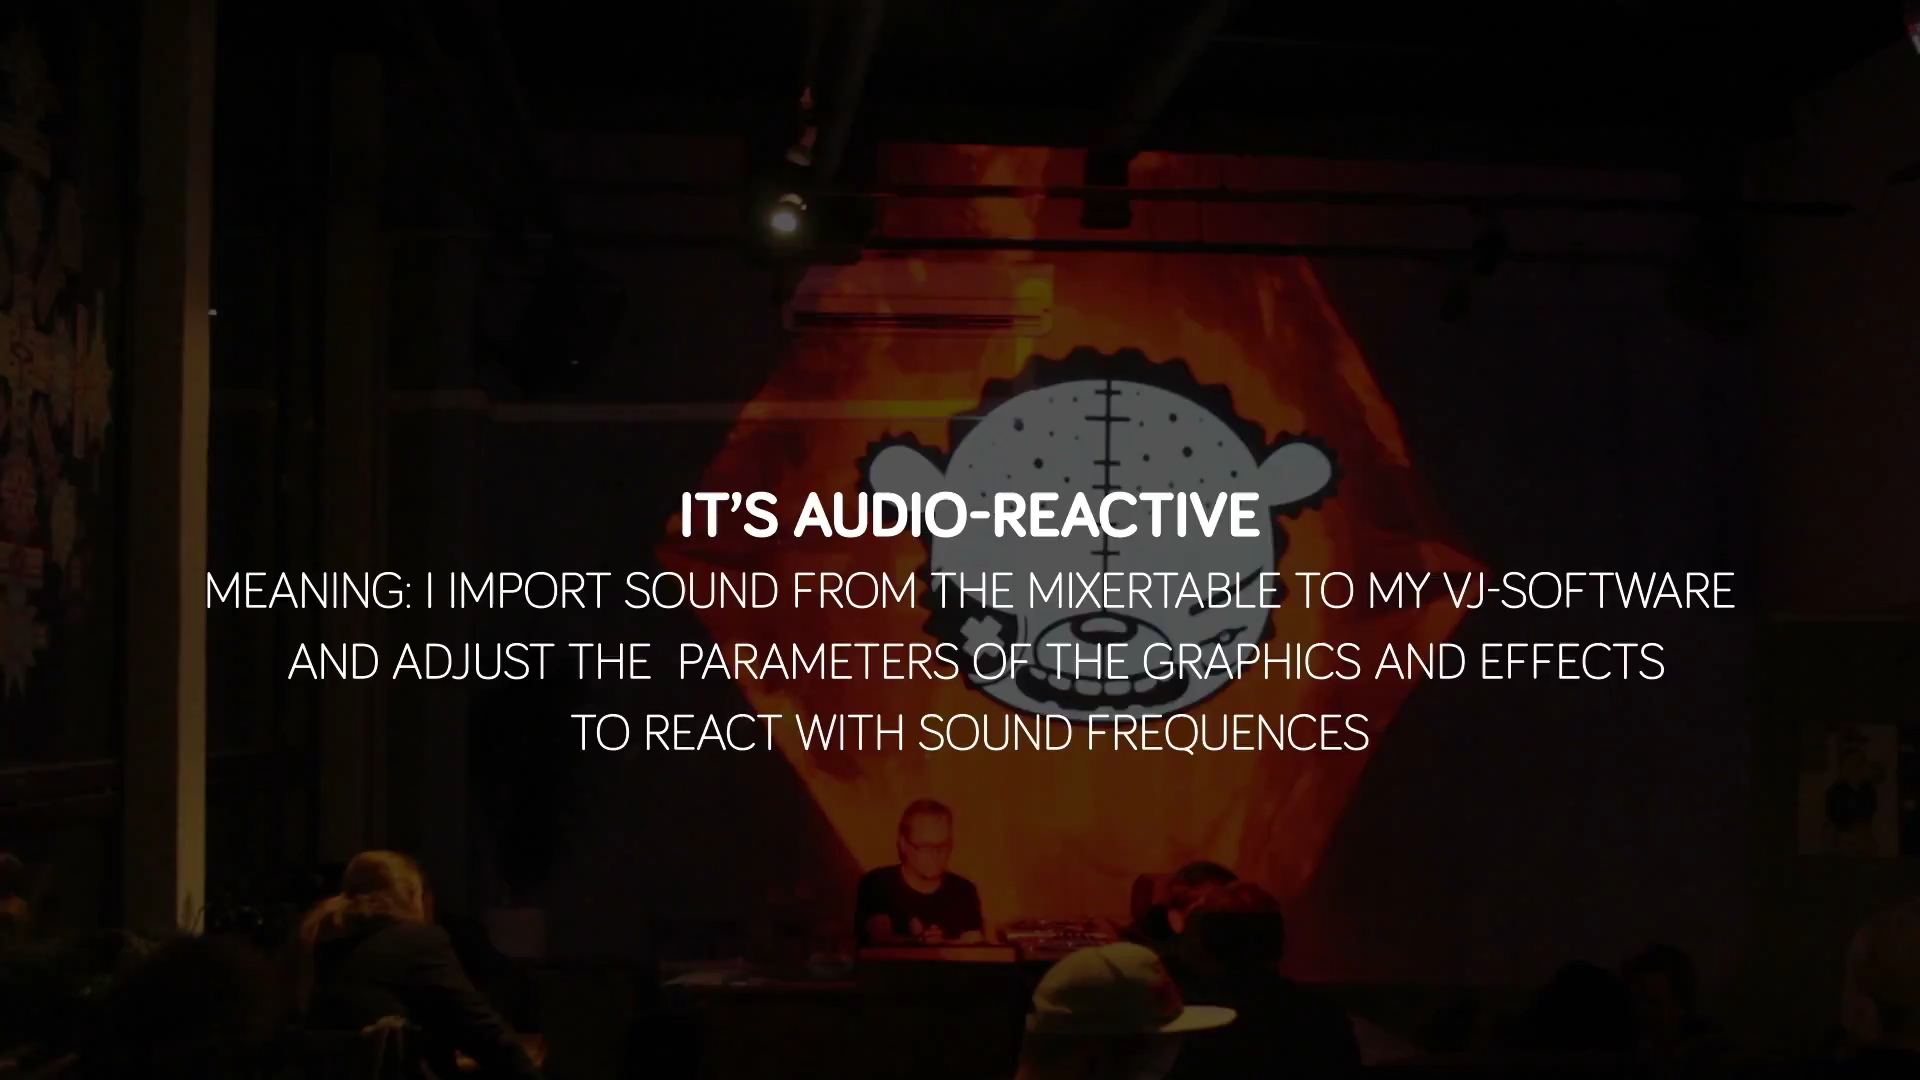 IT'S AUDIO-REACTIVE
MEANING: I IMPORT SOUND FROM THE MIXERTABLE TO MY VJ-SOFTWARE
AND ADJUST THE  PARAMETERS OF THE GRAPHICS AND EFFECTS
TO REACT WITH SOUND FREQUENCES